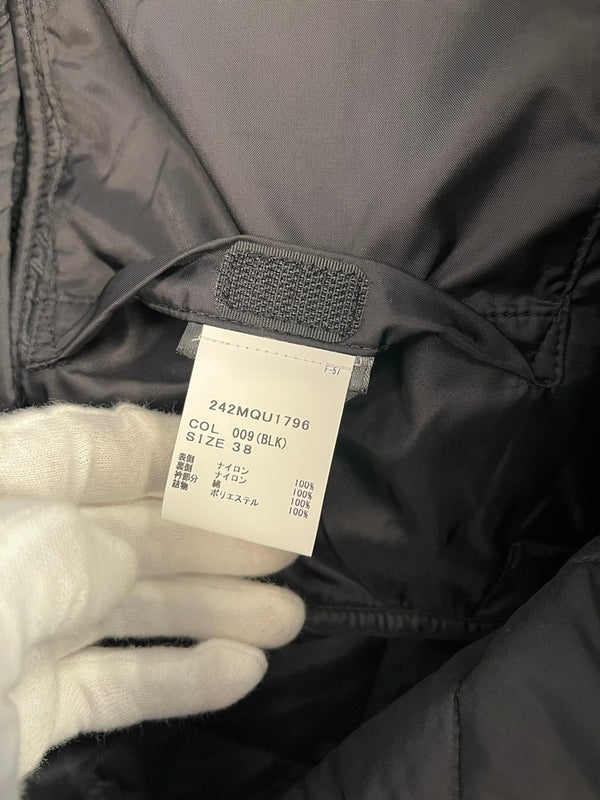 F-57
242MQU1796
COL 009(BLK)
SIZE 38
表側 ナイロン 100%
裏側 ナイロン 100%
衿部分 綿 100%
詰物 ポリエステル 100%